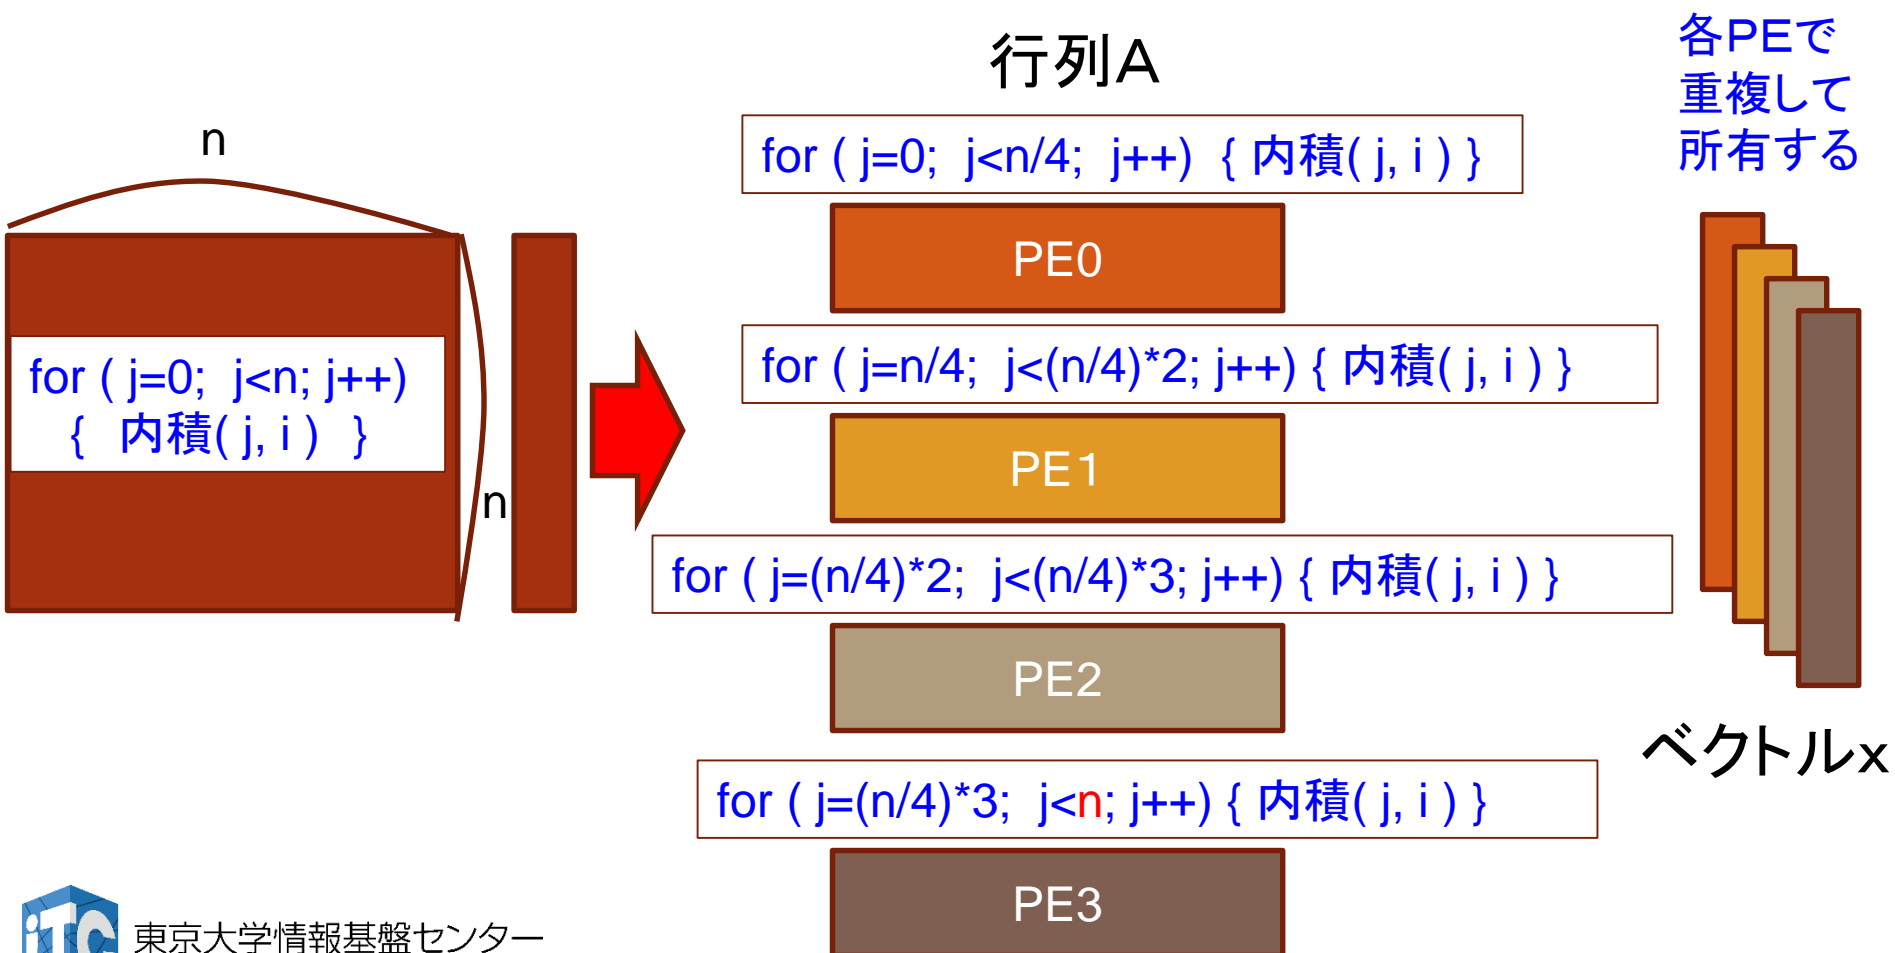 行列A
各PEで
重複して
所有する
n
for ( j=0; j<n; j++)
{ 内積( j, i ) }
n
for ( j=0; j<n/4; j++) { 内積( j, i ) }
PE0
for ( j=n/4; j<(n/4)*2; j++) { 内積( j, i ) }
PE1
for ( j=(n/4)*2; j<(n/4)*3; j++) { 内積( j, i ) }
PE2
for ( j=(n/4)*3; j<n; j++) { 内積( j, i ) }
PE3
ベクトルx
iTC
東京大学情報基盤センター